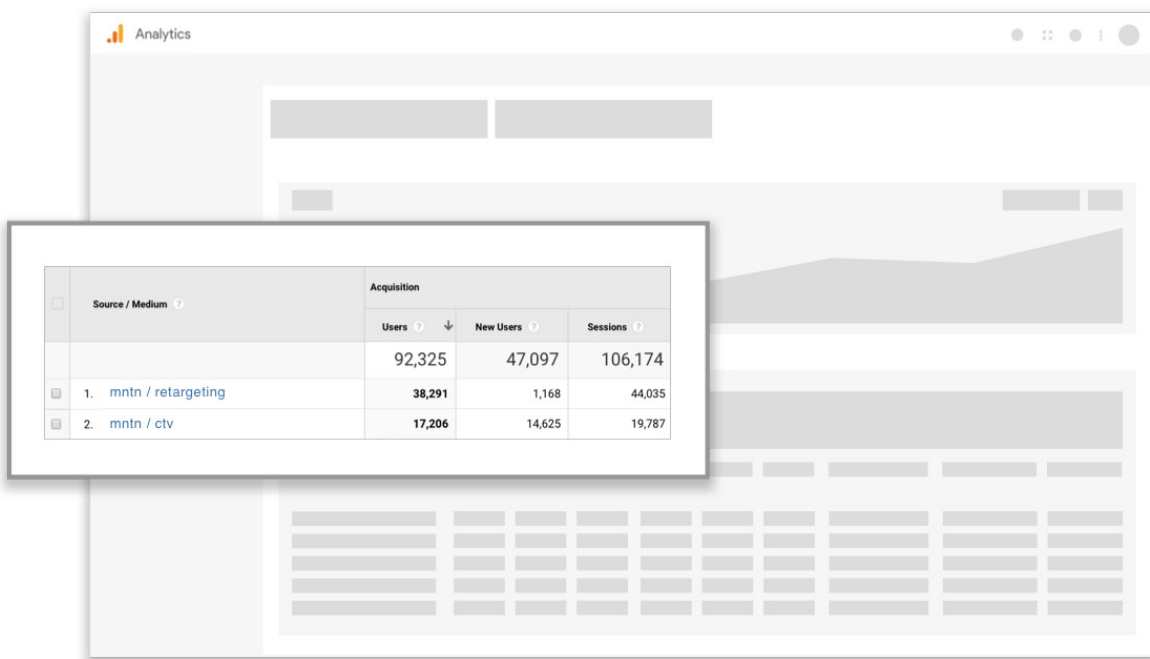 Analytics
Source / Medium ?
Acquisition
Users ? New Users ? Sessions ?
92,325 47,097 106,174
1. mntn / retargeting 38,291 1,168 44,035
2. mntn / ctv 17,206 14,625 19,787